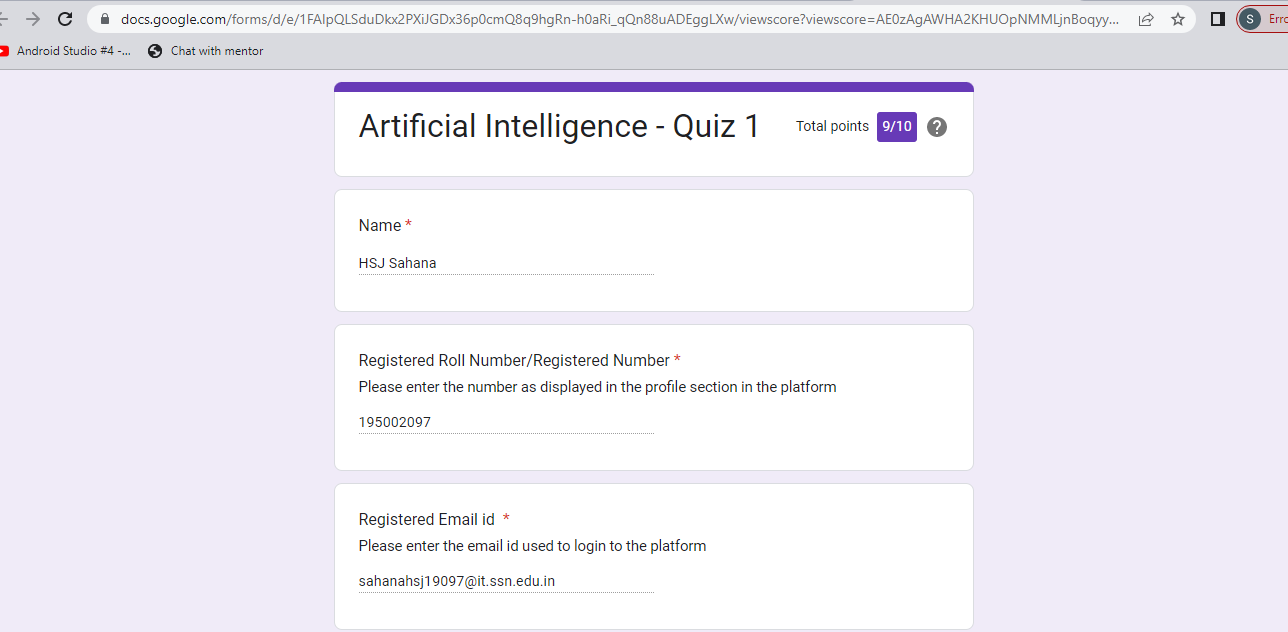 docs.google.com/forms/d/e/1FAIpQLSduDkx2PXiJGDx36p0cmQ8q9hgRn-h0aRi_qQn88uADEggLXw/viewscore?viewscore=AE0zAgAWHA2KHUOpNMMLjnBoqyy...
S
Android Studio #4 -...
Chat with mentor
Artificial Intelligence - Quiz 1
Total points 9/10
Name *
HSJ Sahana
Registered Roll Number/Registered Number *
Please enter the number as displayed in the profile section in the platform
195002097
Registered Email id *
Please enter the email id used to login to the platform
sahanahsj19097@it.ssn.edu.in